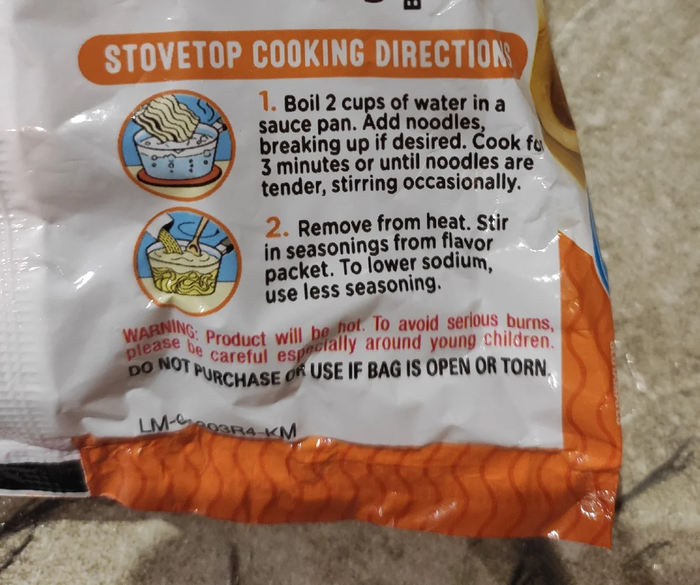 STOVETOP COOKING DIRECTIONS
1. Boil 2 cups of water in a
sauce pan. Add noodles,
breaking up if desired. Cook for
3 minutes or until noodles are
tender, stirring occasionally.
2. Remove from heat. Stir
in seasonings from flavor
packet. To lower sodium,
use less seasoning.
WARNING: Product will be hot. To avoid serious burns,
please be careful especially around young children.
DO NOT PURCHASE OR USE IF BAG IS OPEN OR TORN.